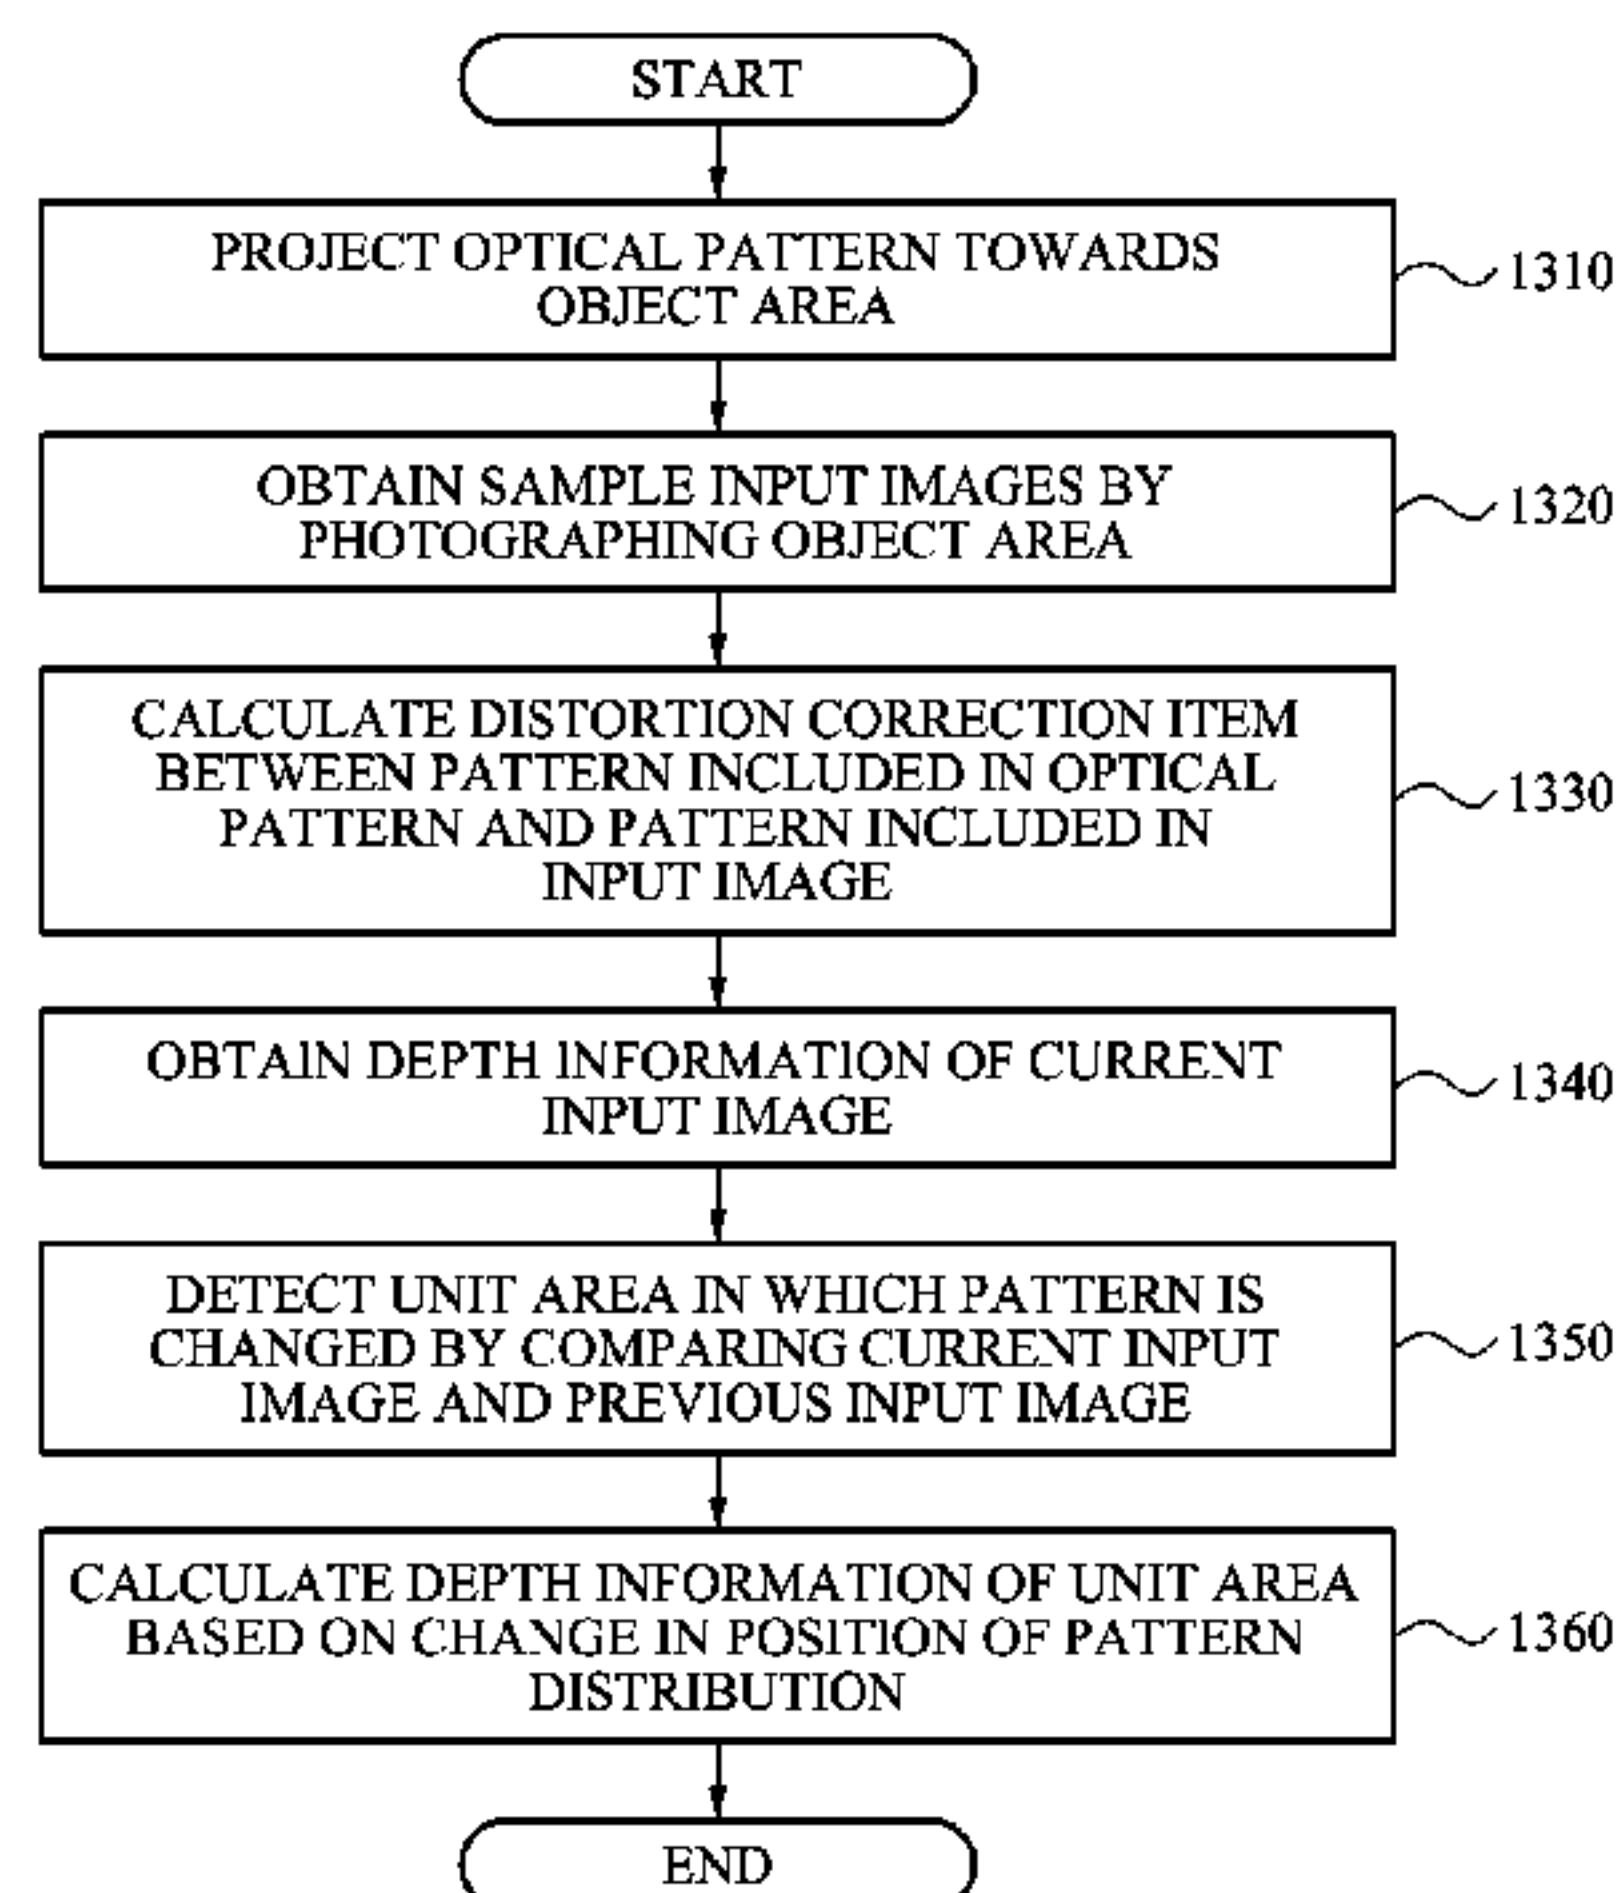 START
PROJECT OPTICAL PATTERN TOWARDS
OBJECT AREA
1310
OBTAIN SAMPLE INPUT IMAGES BY
PHOTOGRAPHING OBJECT AREA
1320
CALCULATE DISTORTION CORRECTION ITEM
BETWEEN PATTERN INCLUDED IN OPTICAL
PATTERN AND PATTERN INCLUDED IN
INPUT IMAGE
1330
OBTAIN DEPTH INFORMATION OF CURRENT
INPUT IMAGE
1340
DETECT UNIT AREA IN WHICH PATTERN IS
CHANGED BY COMPARING CURRENT INPUT
IMAGE AND PREVIOUS INPUT IMAGE
1350
CALCULATE DEPTH INFORMATION OF UNIT AREA
BASED ON CHANGE IN POSITION OF PATTERN
DISTRIBUTION
1360
END